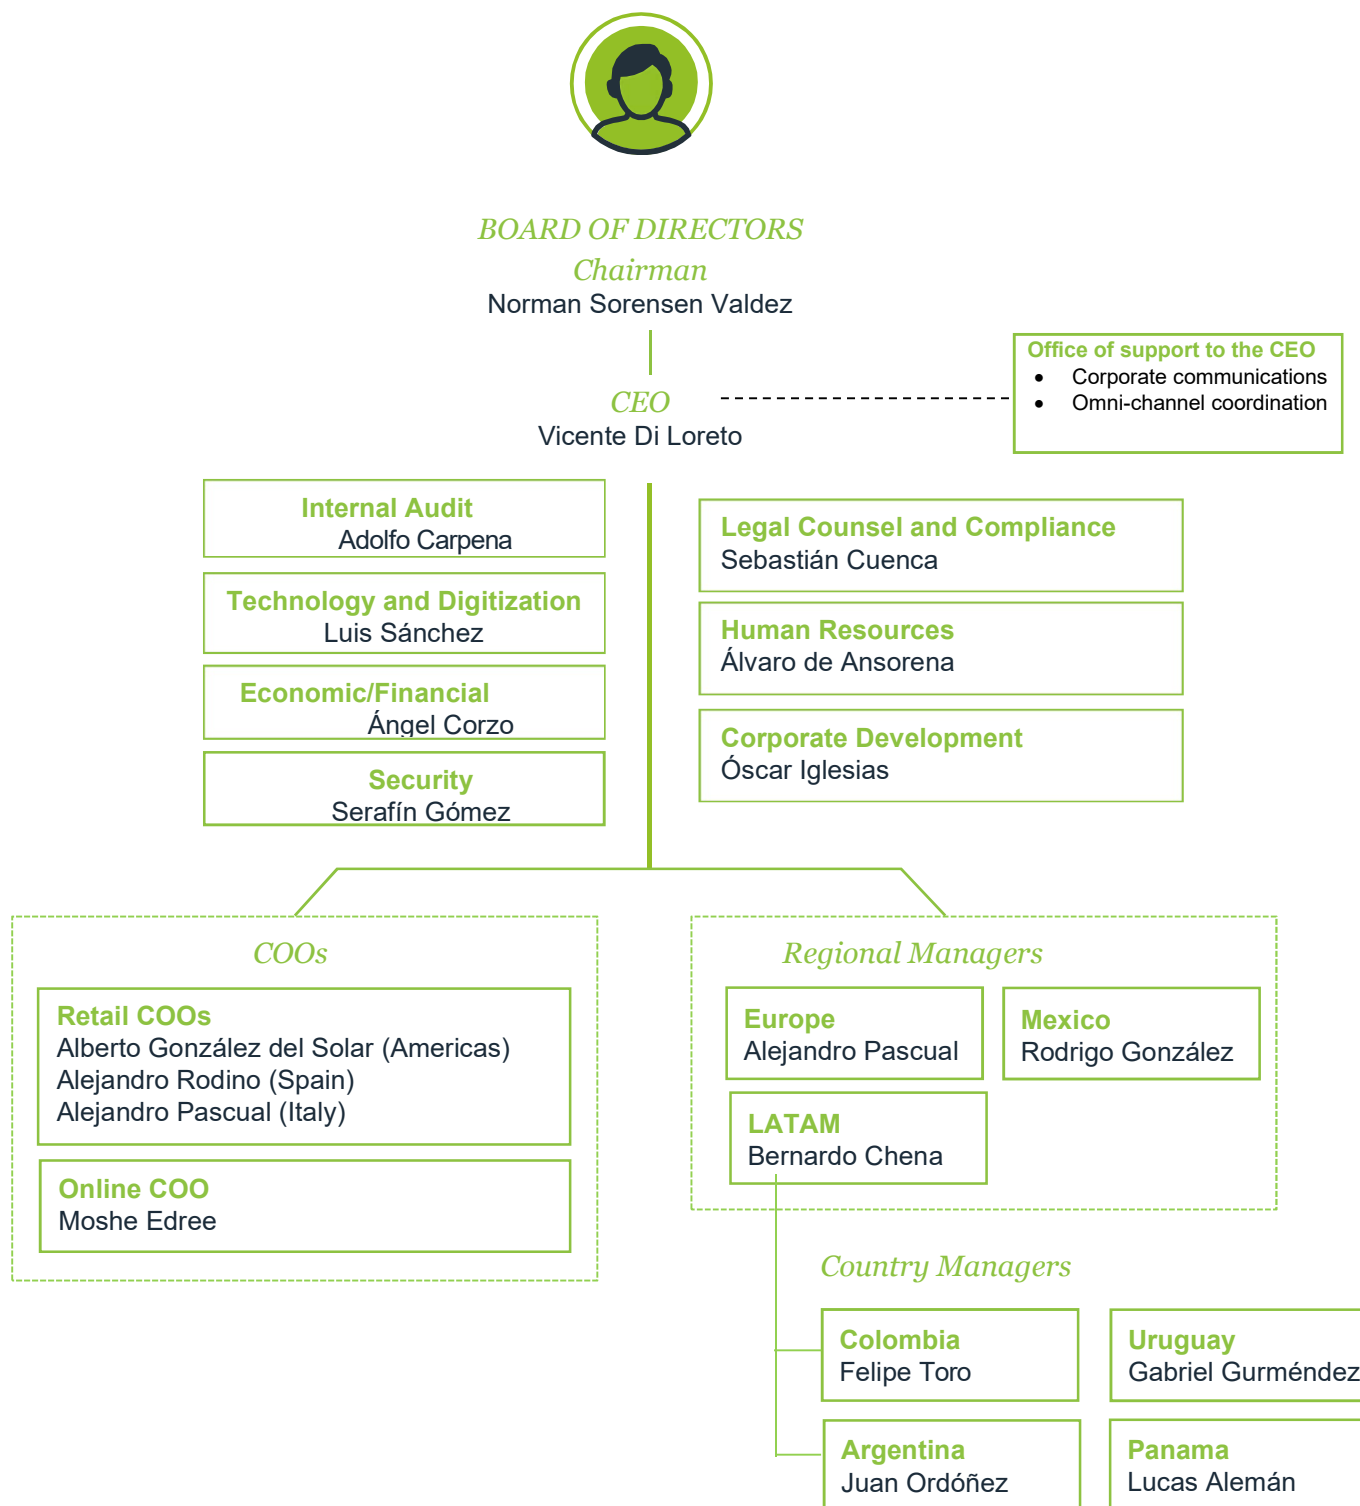 BOARD OF DIRECTORS
Chairman
Norman Sorensen Valdez
CEO
Vicente Di Loreto
Office of support to the CEO
• Corporate communications
• Omni-channel coordination
Internal Audit
Adolfo Carpena
Technology and Digitization
Luis Sánchez
Economic/Financial
Ángel Corzo
Security
Serafín Gómez
Legal Counsel and Compliance
Sebastián Cuenca
Human Resources
Álvaro de Ansorena
Corporate Development
Óscar Iglesias
COOs
Retail COOs
Alberto González del Solar (Americas)
Alejandro Rodino (Spain)
Alejandro Pascual (Italy)
Online COO
Moshe Edree
Regional Managers
Europe
Alejandro Pascual
Mexico
Rodrigo González
LATAM
Bernardo Chena
Country Managers
Colombia
Felipe Toro
Uruguay
Gabriel Gurméndez
Argentina
Juan Ordóñez
Panama
Lucas Alemán